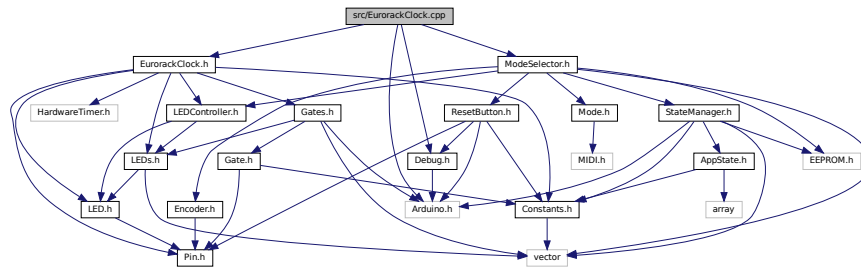 src/EurorackClock.cpp
EurorackClock.h
ModeSelector.h
HardwareTimer.h
LEDController.h
Gates.h
ResetButton.h
Mode.h
StateManager.h
LEDs.h
Gate.h
Debug.h
MIDI.h
AppState.h
EEPROM.h
LED.h
Encoder.h
Arduino.h
Constants.h
array
Pin.h
vector